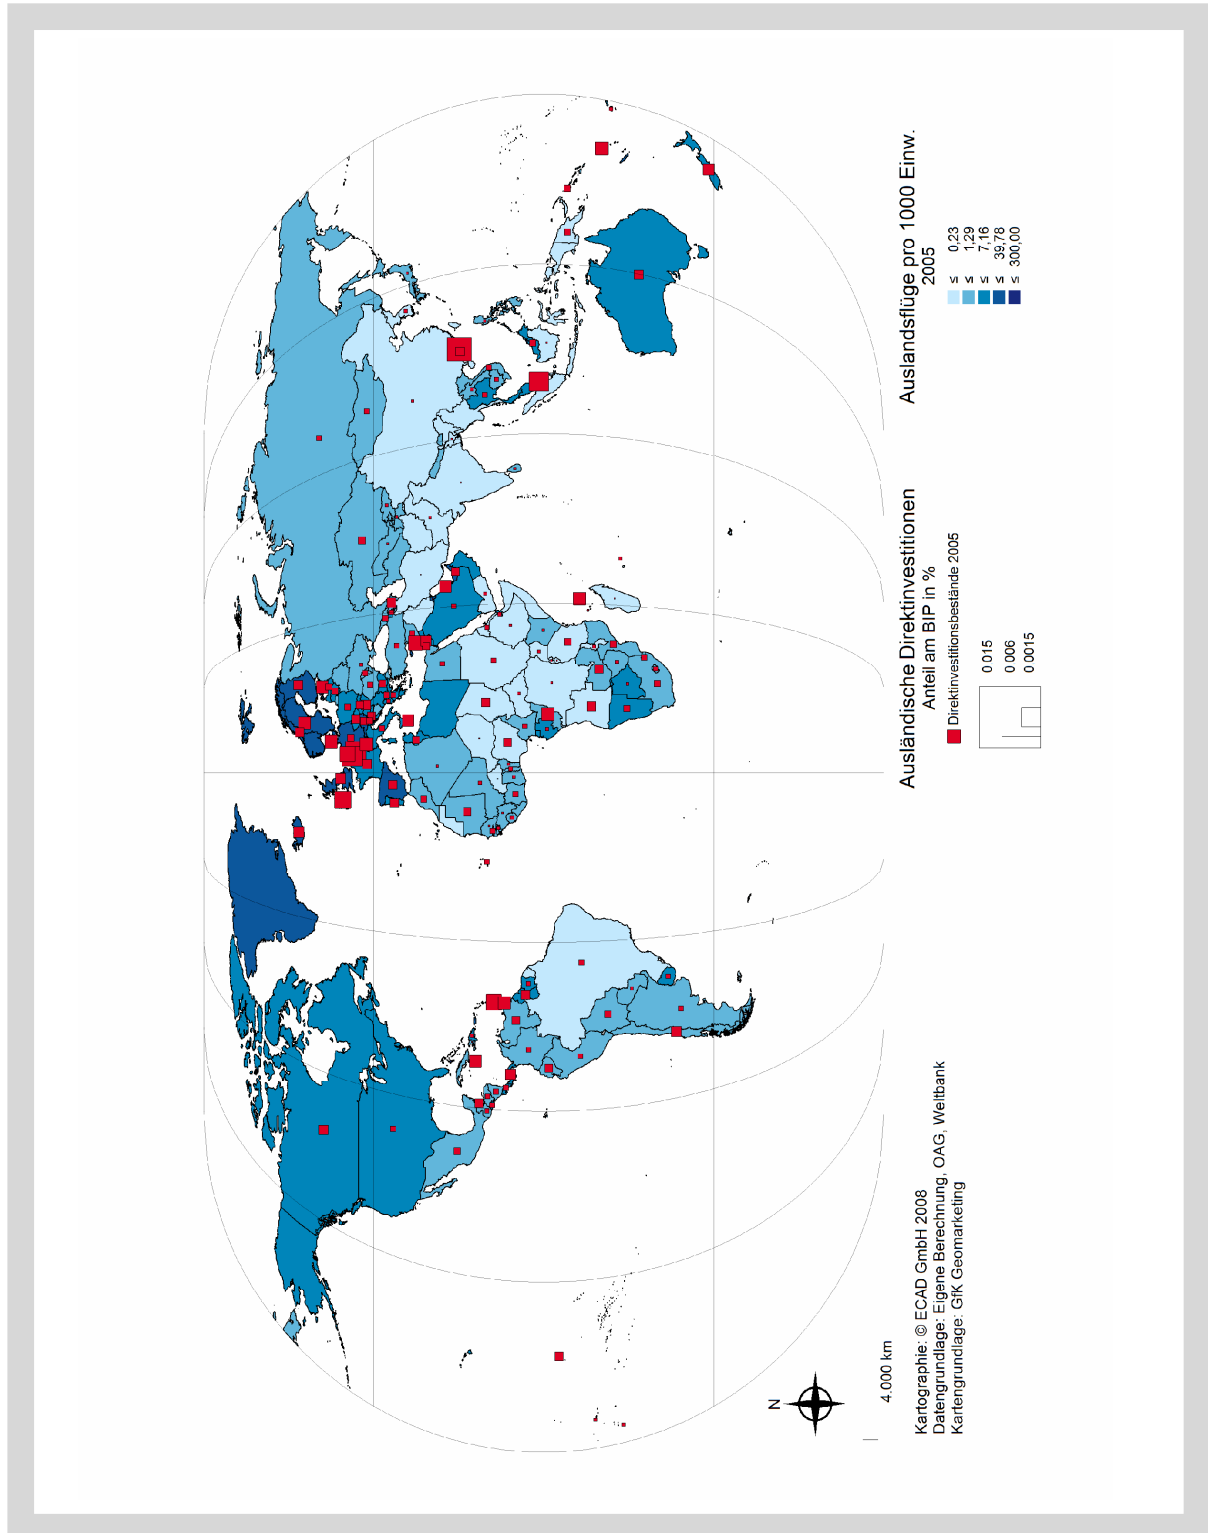 N
4.000 km
Kartographie: © ECAD GmbH 2008
Datengrundlage: Eigene Berechnung, OAG, Weltbank
Kartengrundlage: GfK Geomarketing
Ausländische Direktinvestitionen
Anteil am BIP in %
Direktinvestitionsbestände 2005
0.015
0.006
0.0015
Auslandsflüge pro 1000 Einw.
2005
≤ 0,23
≤ 1,29
≤ 7,16
≤ 39,78
≤ 300,00